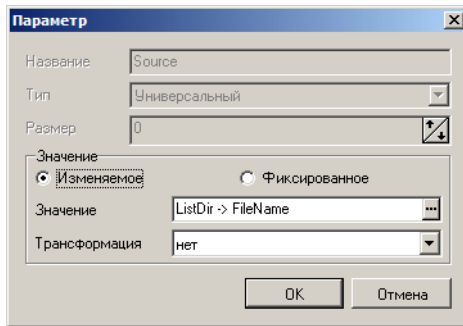 Параметр
Название Source
Тип Универсальный
Размер 0
Значение
Изменяемое Фиксированное
Значение ListDir -> FileName ...
Трансформация нет
OK Отмена